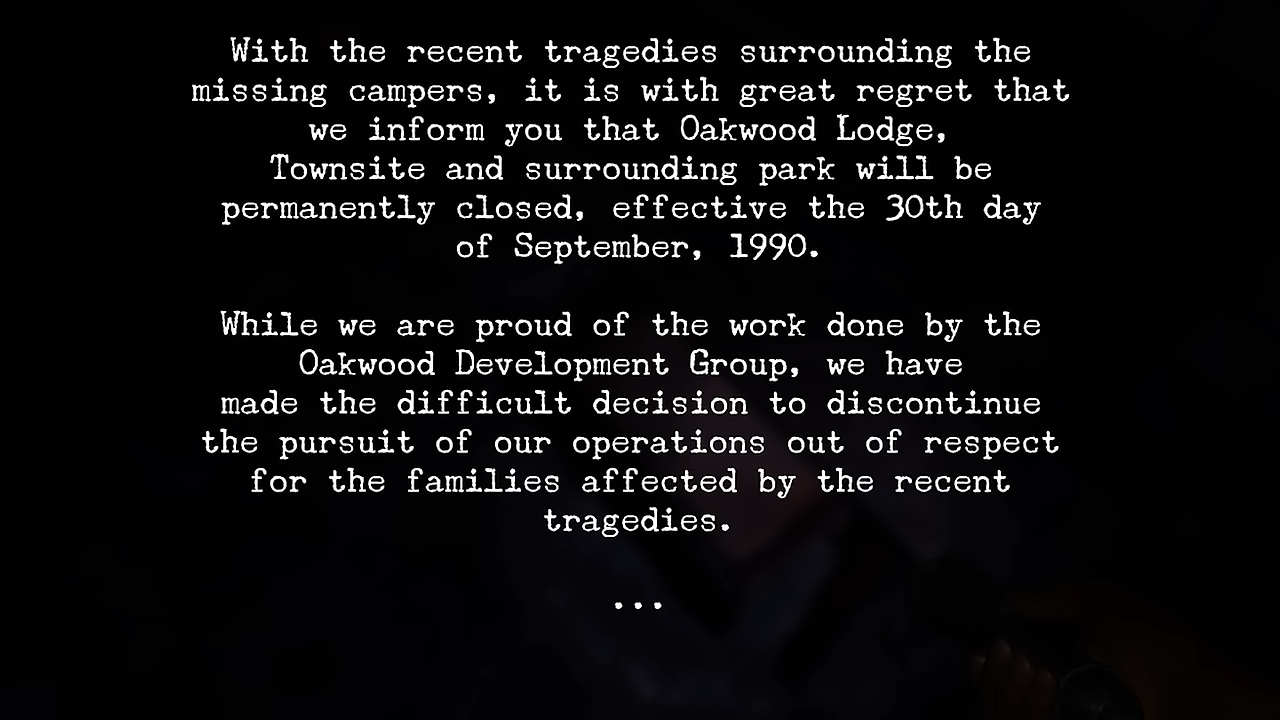 With the recent tragedies surrounding the
missing campers, it is with great regret that
we inform you that Oakwood Lodge,
Townsite and surrounding park will be
permanently closed, effective the 30th day
of September, 1990.
While we are proud of the work done by the
Oakwood Development Group, we have
made the difficult decision to discontinue
the pursuit of our operations out of respect
for the families affected by the recent
tragedies.
...